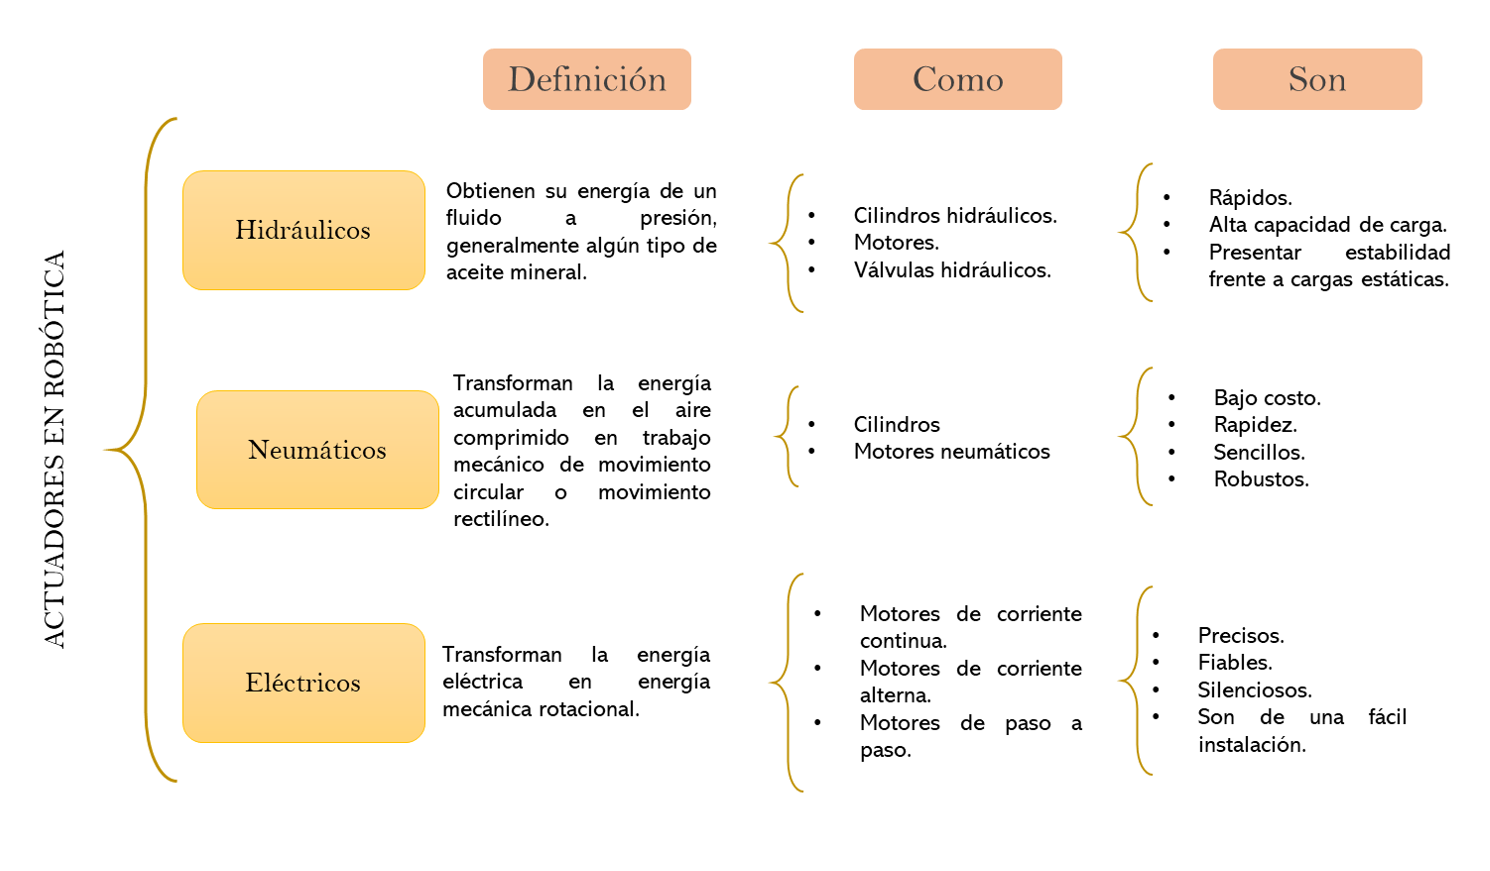 Definición
Como
Son
ACTUADORES EN ROBÓTICA
Hidráulicos
Obtienen su energía de un
fluido a presión,
generalmente algún tipo de
aceite mineral.
• Cilindros hidráulicos.
• Motores.
• Válvulas hidráulicos.
• Rápidos.
• Alta capacidad de carga.
• Presentar estabilidad
frente a cargas estáticas.
Neumáticos
Transforman la energía
acumulada en el aire
comprimido en trabajo
mecánico de movimiento
circular o movimiento
rectilíneo.
• Cilindros
• Motores neumáticos
• Bajo costo.
• Rapidez.
• Sencillos.
• Robustos.
Eléctricos
Transforman la energía
eléctrica en energía
mecánica rotacional.
• Motores de corriente
continua.
• Motores de corriente
alterna.
• Motores de paso a
paso.
• Precisos.
• Fiables.
• Silenciosos.
• Son de una fácil
instalación.